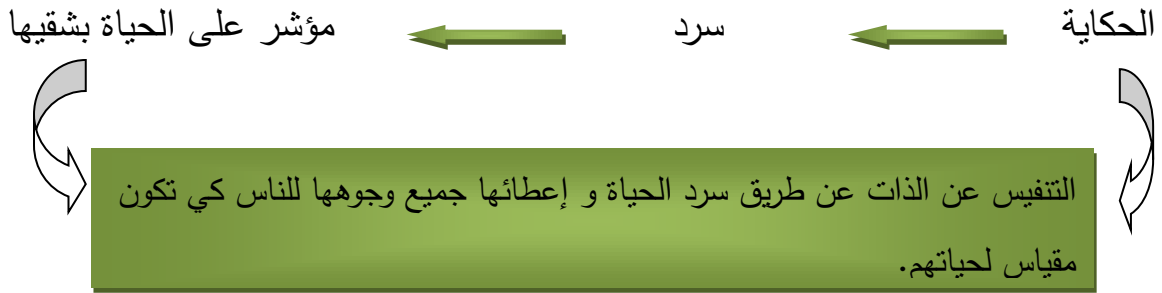 الحكاية سرد مؤشر على الحياة بشقيها
التنفيس عن الذات عن طريق سرد الحياة و إعطائها جميع وجوهها للناس كي تكون
مقياس لحياتهم.